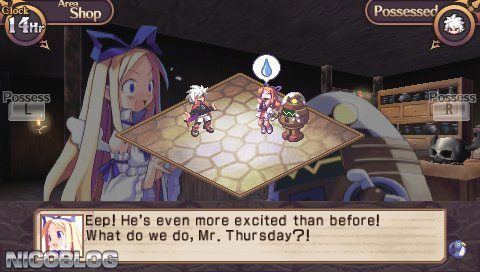 Clock
14Hr
Area
Shop
Possessed
Possess
L
Possess
R
Eep! He's even more excited than before!
What do we do, Mr. Thursday?!
NICOBLOG